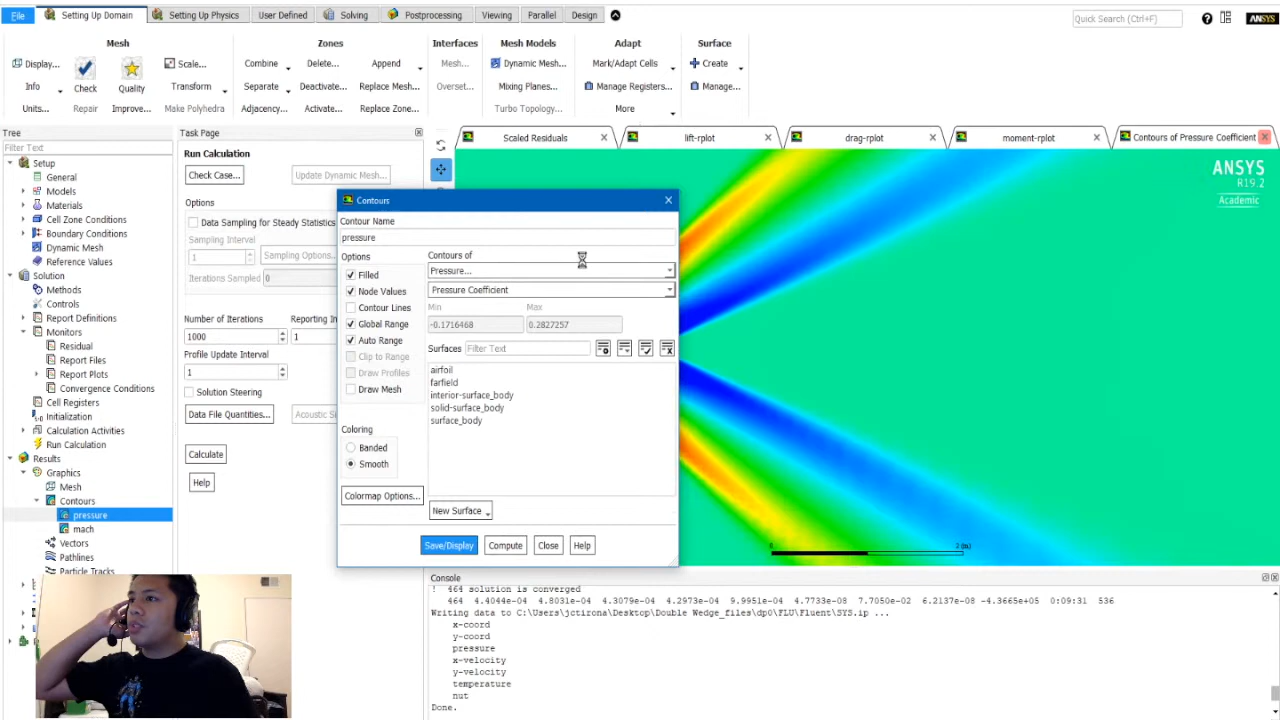 File
Setting Up Domain
Setting Up Physics
User Defined
Solving
Postprocessing
Viewing
Parallel
Design
Quick Search (Ctrl+F)
ANSYS
Mesh
Zones
Interfaces
Mesh Models
Adapt
Surface
Display...
Scale...
Combine
Delete...
Append
Mesh...
Dynamic Mesh...
Mark/Adapt Cells
Create
Info
Check
Quality
Transform
Separate
Deactivate...
Replace Mesh...
Overset...
Mixing Planes...
Manage Registers...
Manage...
Units...
Repair
Improve...
Make Polyhedra
Adjacency...
Activate...
Replace Zone...
Turbo Topology...
More
Tree
Filter Text
Setup
General
Models
Materials
Cell Zone Conditions
Boundary Conditions
Dynamic Mesh
Reference Values
Solution
Methods
Controls
Report Definitions
Monitors
Residual
Report Files
Report Plots
Convergence Conditions
Cell Registers
Initialization
Calculation Activities
Run Calculation
Results
Graphics
Mesh
Contours
pressure
mach
Vectors
Pathlines
Particle Tracks
Task Page
Run Calculation
Check Case...
Update Dynamic Mesh...
Options
Data Sampling for Steady Statistics
Sampling Interval
1
Sampling Options...
Iterations Sampled
0
Number of Iterations
Reporting In
1000
1
Profile Update Interval
1
Solution Steering
Data File Quantities...
Acoustic Si
Calculate
Help
Scaled Residuals
lift-rplot
drag-rplot
moment-rplot
Contours of Pressure Coefficient
ANSYS
R19.2
Academic
Contours
Contour Name
pressure
Options
Filled
Node Values
Contour Lines
Global Range
Auto Range
Clip to Range
Draw Profiles
Draw Mesh
Coloring
Banded
Smooth
Colormap Options...
Contours of
Pressure...
Pressure Coefficient
Min
Max
-0.1716468
0.2827257
Surfaces
Filter Text
airfoil
farfield
interior-surface_body
solid-surface_body
surface_body
New Surface
Save/Display
Compute
Close
Help
0
2 (m)
Console
! 464 solution is converged
464 4.4044e-04 4.8031e-04 4.3079e-04 4.2973e-04 9.9951e-04 4.7733e-08 7.7050e-02 6.2137e-08 -4.3665e+05 0:09:31 536
Writing data to C:\Users\jctirona\Desktop\Double Wedge_files\dp0\FLU\Fluent\SYS.ip ...
x-coord
y-coord
pressure
x-velocity
y-velocity
temperature
nut
Done.